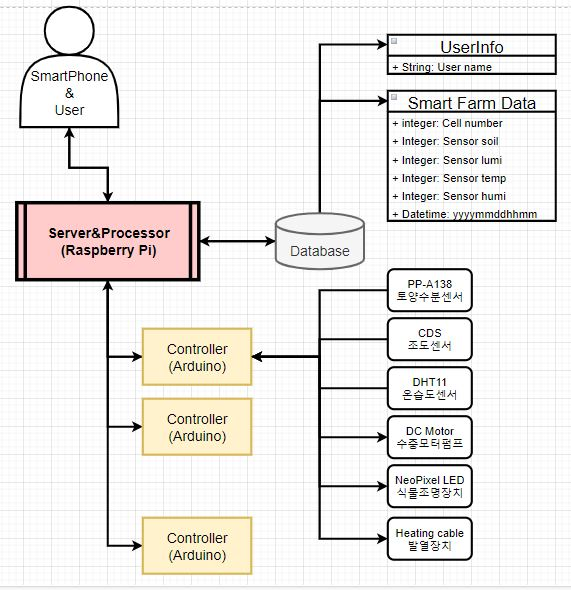 SmartPhone
&
User
UserInfo
+ String: User name
Smart Farm Data
+ integer: Cell number
+ Integer: Sensor soil
+ Integer: Sensor lumi
+ Integer: Sensor temp
+ Integer: Sensor humi
+ Datetime: yyyymmddhhmm
Server&Processor
(Raspberry Pi)
Database
PP-A138
토양수분센서
CDS
조도센서
DHT11
온습도센서
DC Motor
수중모터펌프
NeoPixel LED
식물조명장치
Heating cable
발열장치
Controller
(Arduino)
Controller
(Arduino)
Controller
(Arduino)